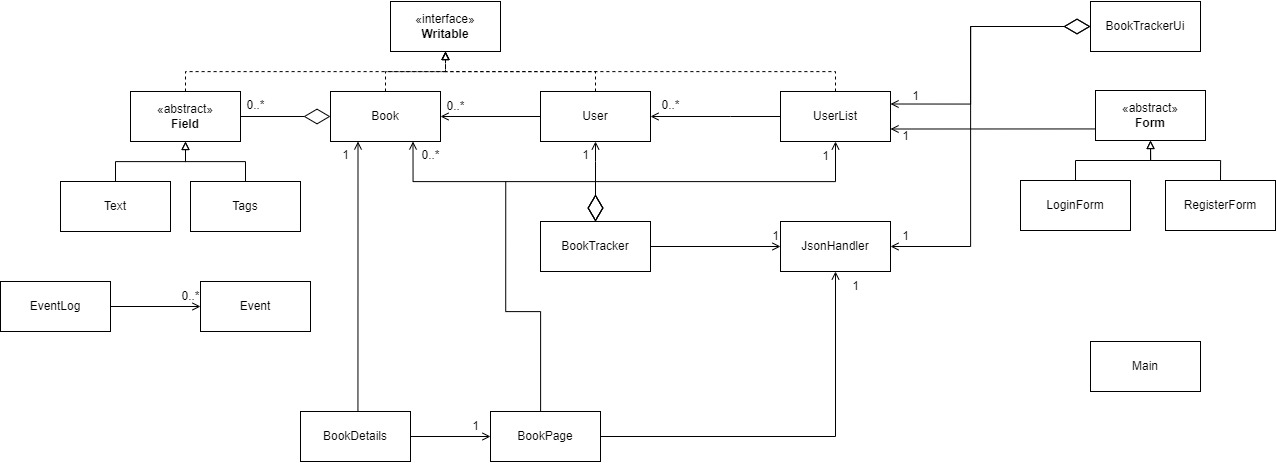 «interface»
Writable
BookTrackerUi
«abstract»
Field
0..*
Book
0..*
User
0..*
UserList
1
1
«abstract»
Form
1
0..*
1
1
Text
Tags
LoginForm
RegisterForm
BookTracker
1
JsonHandler
1
1
EventLog
0..*
Event
Main
BookDetails
1
BookPage